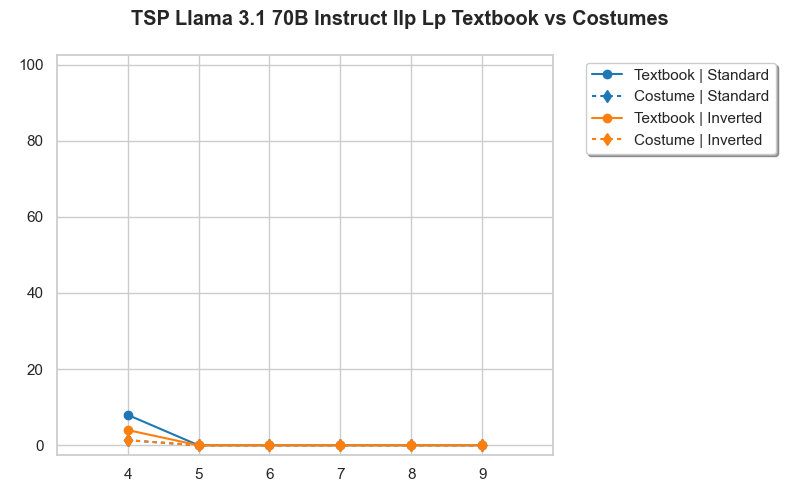 TSP Llama 3.1 70B Instruct Ilp Lp Textbook vs Costumes
100
80
60
40
20
0
4 5 6 7 8 9
Textbook | Standard
Costume | Standard
Textbook | Inverted
Costume | Inverted